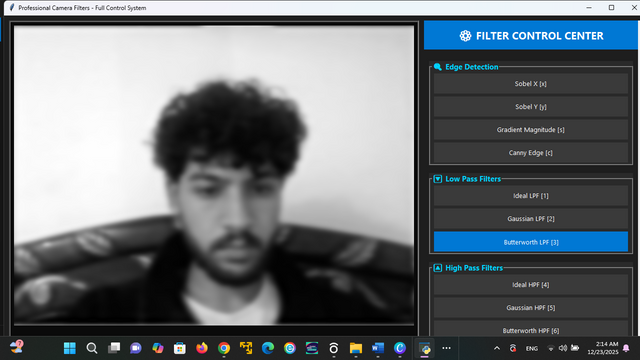 Professional Camera Filters - Full Control System
FILTER CONTROL CENTER
Edge Detection
Sobel X [x]
Sobel Y [y]
Gradient Magnitude [s]
Canny Edge [c]
Low Pass Filters
Ideal LPF [1]
Gaussian LPF [2]
Butterworth LPF [3]
High Pass Filters
Ideal HPF [4]
Gaussian HPF [5]
Butterworth HPF [6]
ENG
2:14 AM
12/23/2025